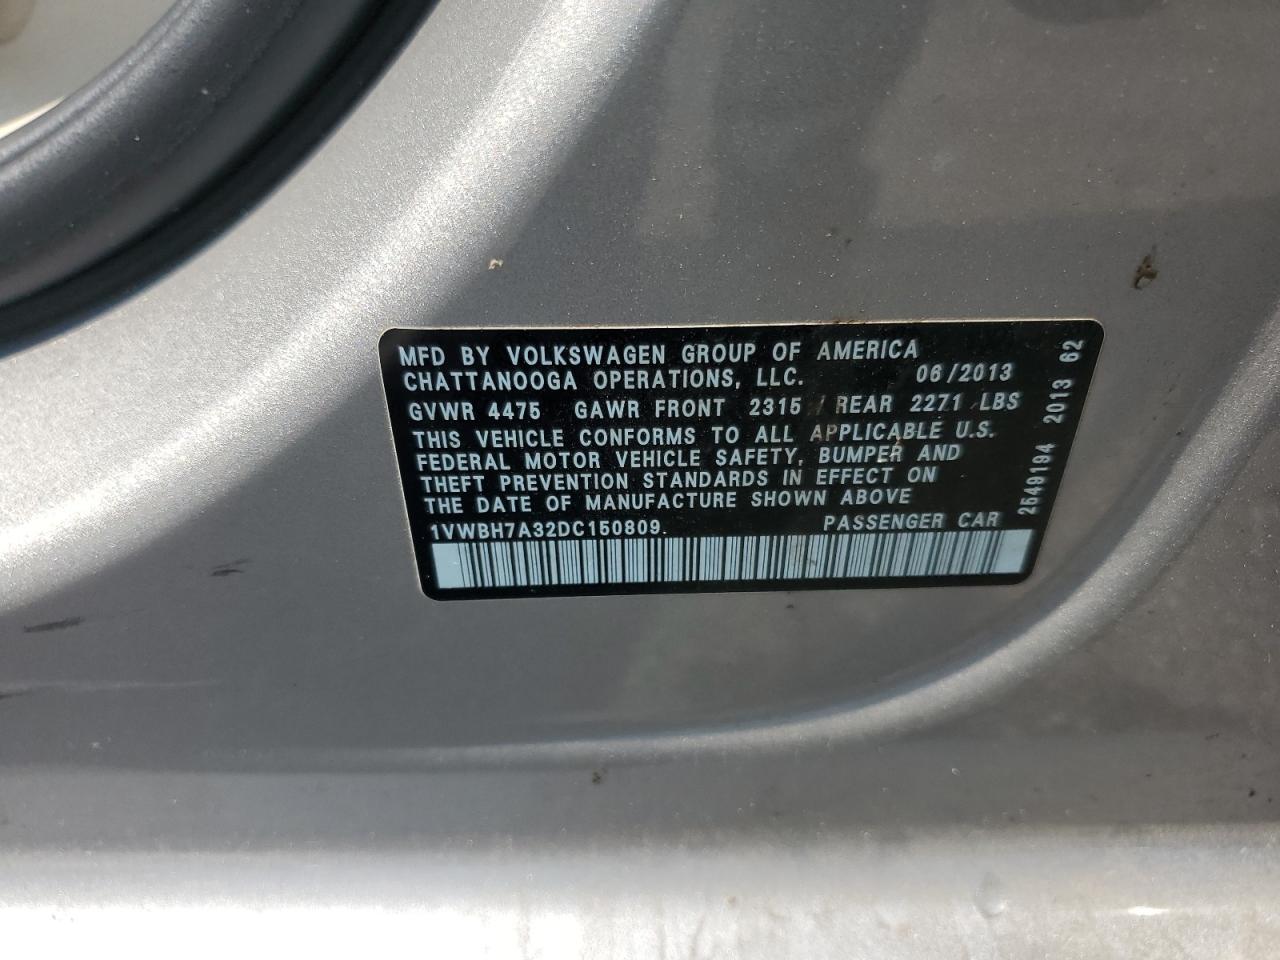 MFD BY VOLKSWAGEN GROUP OF AMERICA
CHATTANOOGA OPERATIONS, LLC. 06/2013
GVWR 4475 GAWR FRONT 2315 / REAR 2271 LBS
THIS VEHICLE CONFORMS TO ALL APPLICABLE U.S.
FEDERAL MOTOR VEHICLE SAFETY, BUMPER AND
THEFT PREVENTION STANDARDS IN EFFECT ON
THE DATE OF MANUFACTURE SHOWN ABOVE
1VWBH7A32DC150809. PASSENGER CAR
2649194 2013 62